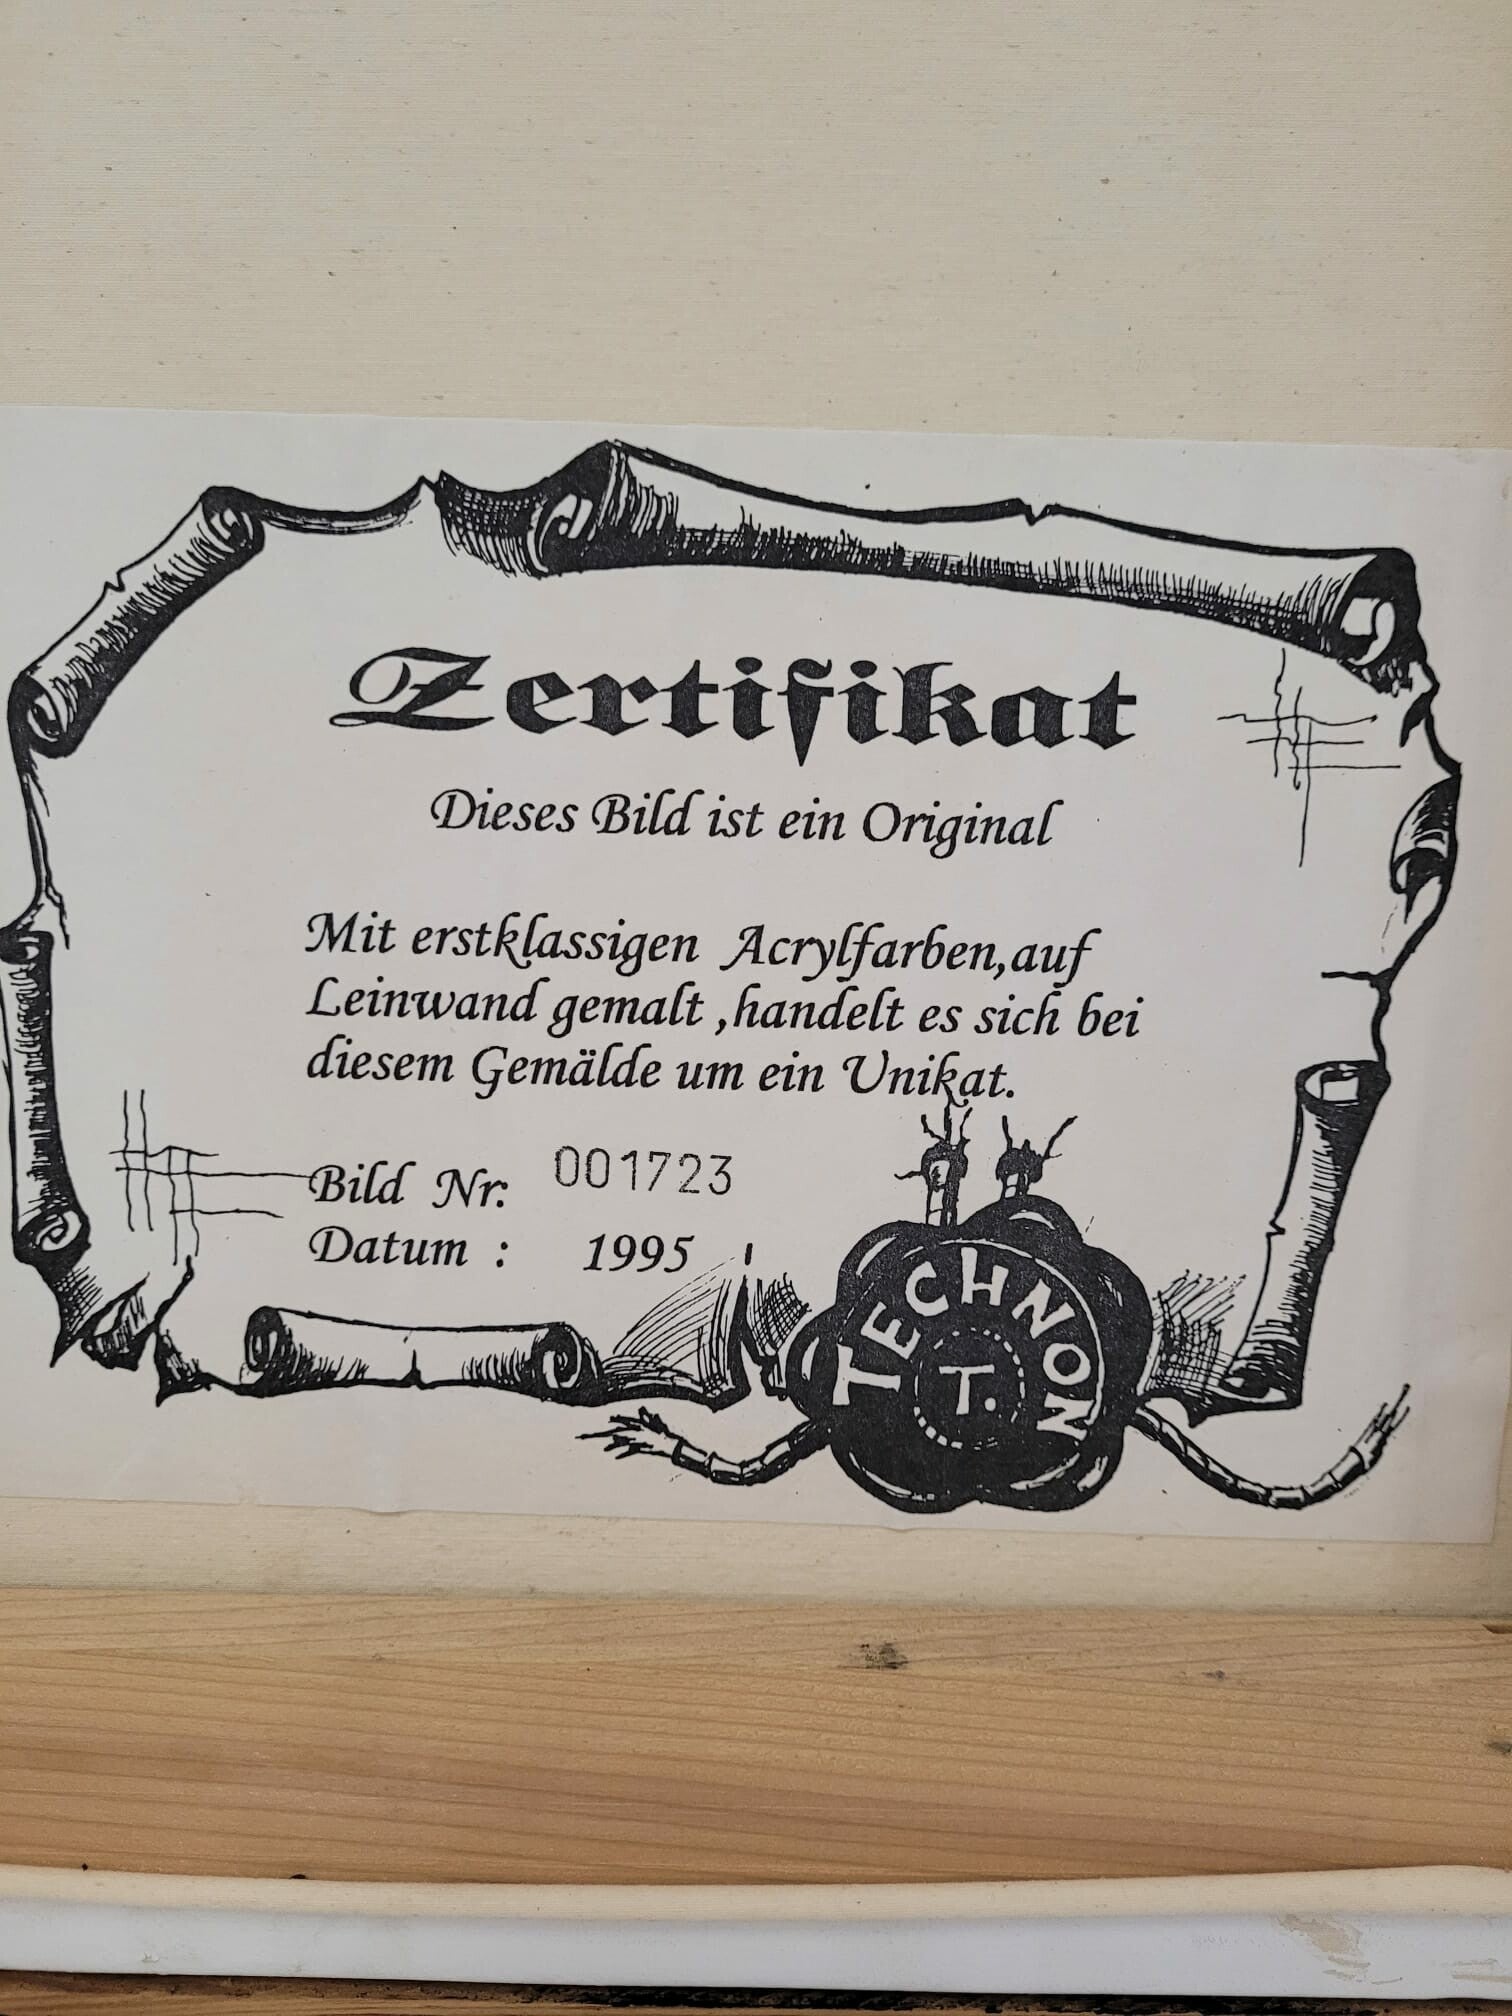 Zertifikat
Dieses Bild ist ein Original
Mit erstklassigen Acrylfarben,auf
Leinwand gemalt ,handelt es sich bei
diesem Gemälde um ein Unikat.
Bild Nr: 001723
Datum : 1995
TECHNON
T.